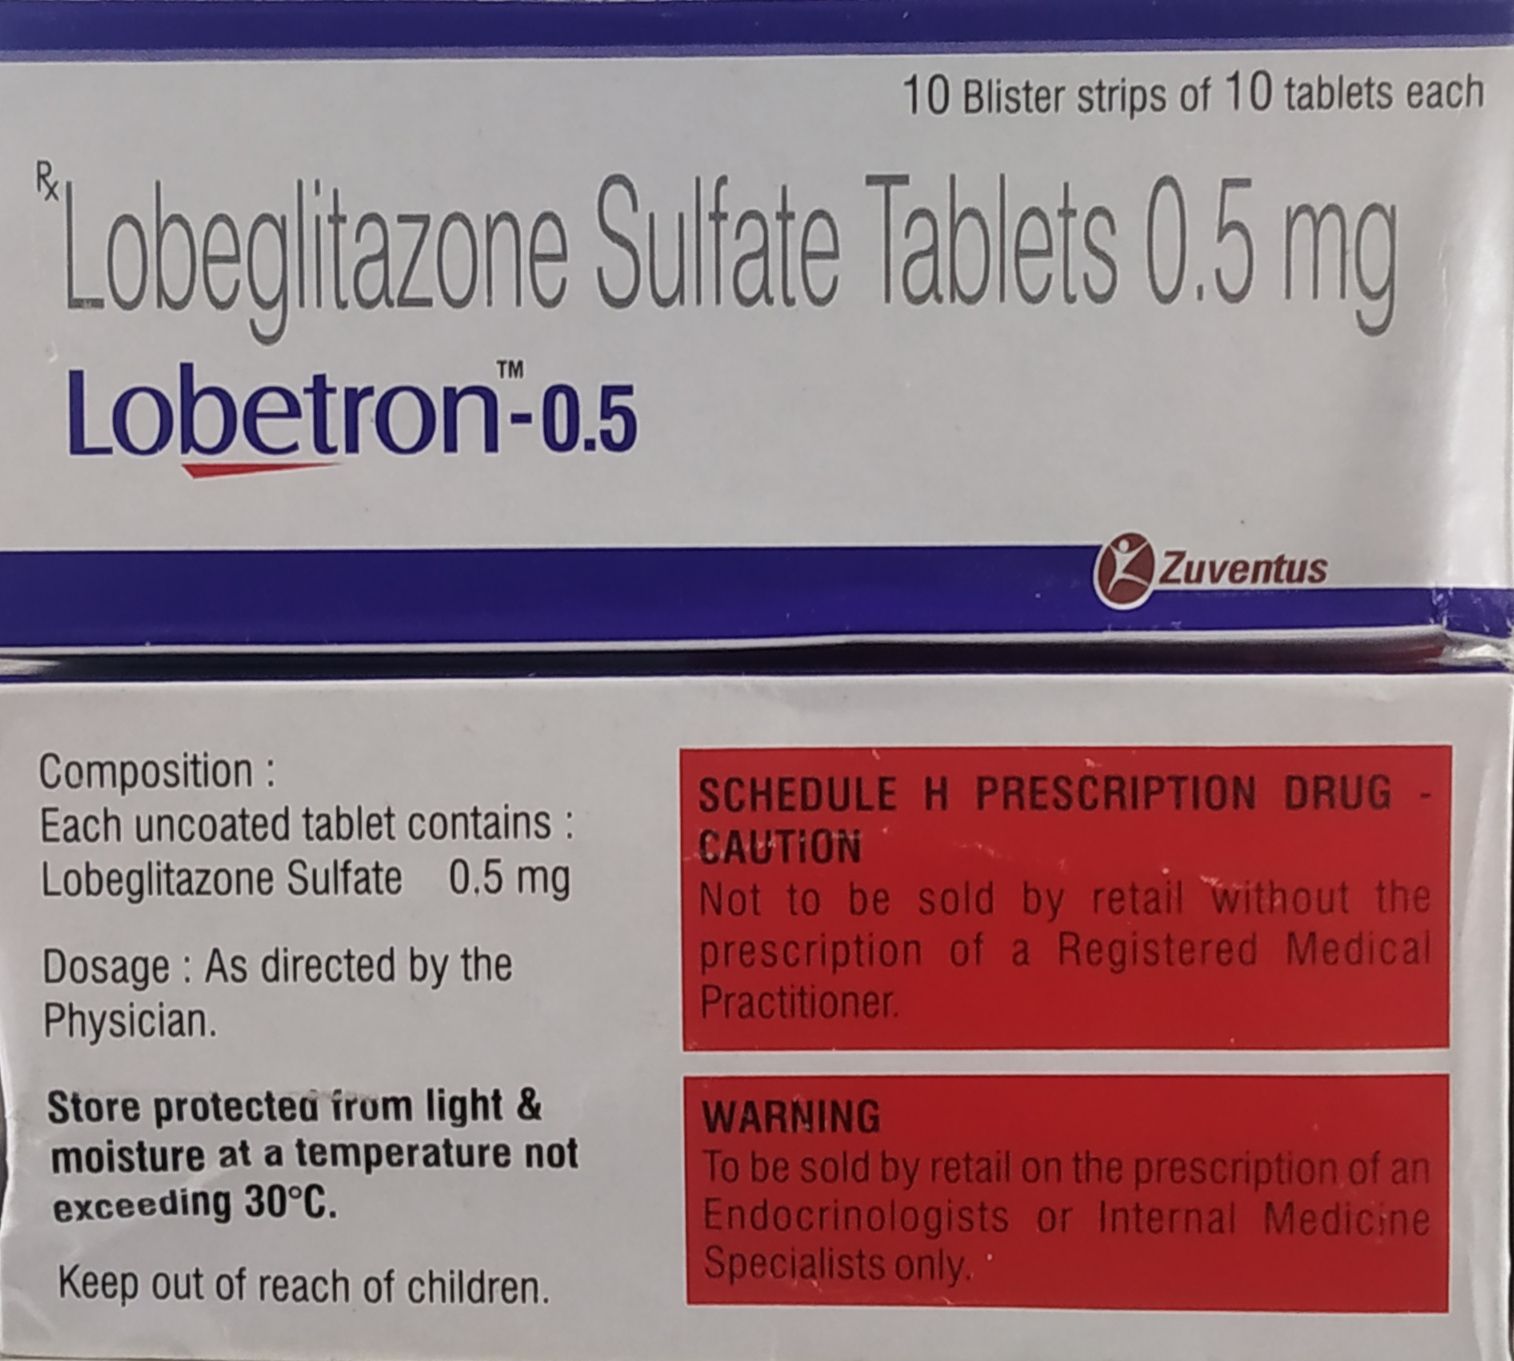 10 Blister strips of 10 tablets each
Rx Lobeglitazone Sulfate Tablets 0.5 mg
Lobetron™-0.5
Zuventus
Composition :
Each uncoated tablet contains :
Lobeglitazone Sulfate 0.5 mg
Dosage : As directed by the
Physician.
Store protected from light &
moisture at a temperature not
exceeding 30°C.
Keep out of reach of children.
SCHEDULE H PRESCRIPTION DRUG -
CAUTION
Not to be sold by retail without the
prescription of a Registered Medical
Practitioner.
WARNING
To be sold by retail on the prescription of an
Endocrinologists or Internal Medicine
Specialists only.